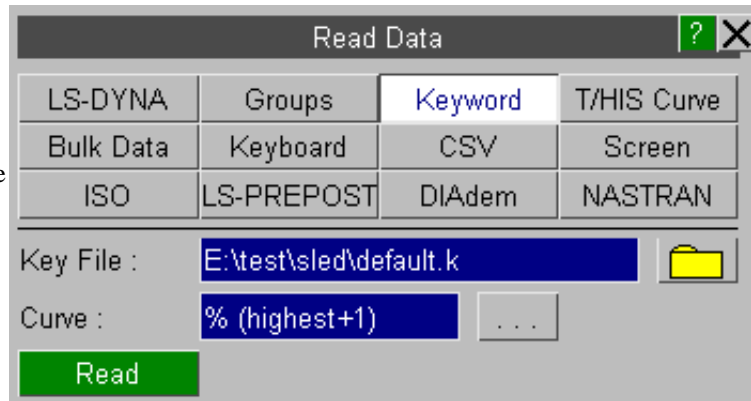 Read Data ? X
LS-DYNA Groups Keyword T/HIS Curve
Bulk Data Keyboard CSV Screen
e
ISO LS-PREPOST DIAdem NASTRAN
Key File : E:\test\sled\default.k
Curve : % (highest+1) ...
Read